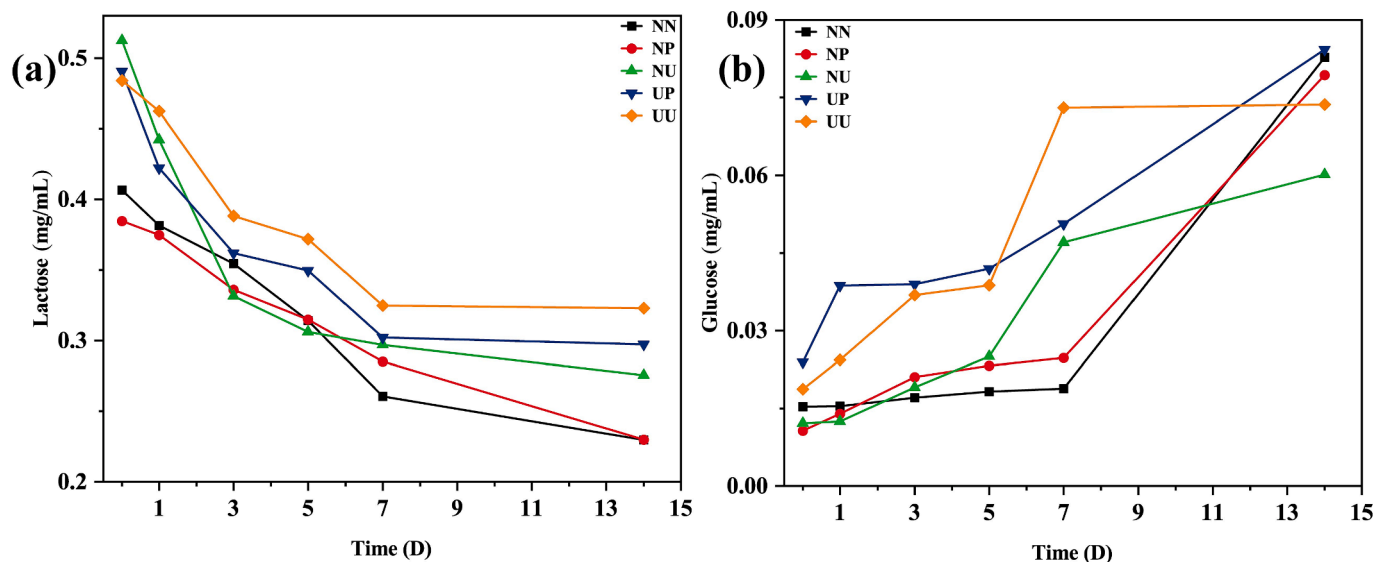 (a)
NN
NP
NU
UP
UU
Lactose (mg/mL)
0.5
0.4
0.3
0.2
1 3 5 7 9 11 13 15
Time (D)
(b)
NN
NP
NU
UP
UU
Glucose (mg/mL)
0.09
0.06
0.03
0.00
1 3 5 7 9 11 13 15
Time (D)